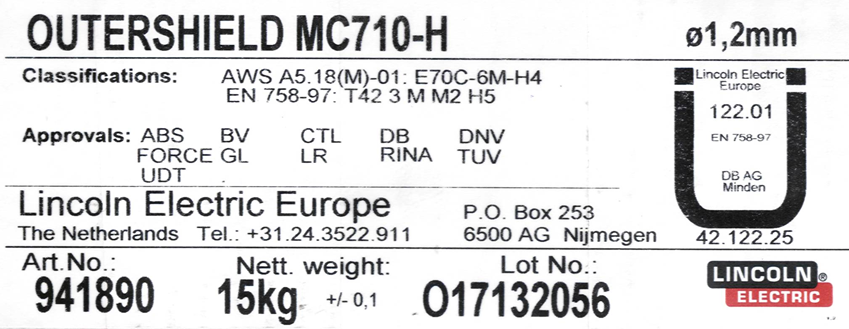 OUTERSHIELD MC710-H ø1,2mm
Classifications: AWS A5.18(M)-01: E70C-6M-H4
EN 758-97: T42 3 M M2 H5
Approvals: ABS BV CTL DB DNV
FORCE GL LR RINA TUV
UDT
Lincoln Electric
Europe
122.01
EN 758-97
DB AG
Minden
42.122.25
Lincoln Electric Europe P.O. Box 253
The Netherlands Tel.: +31.24.3522.911 6500 AG Nijmegen
Art.No.: Nett. weight: Lot No.:
941890 15kg +/- 0,1 O17132056
LINCOLN®
ELECTRIC